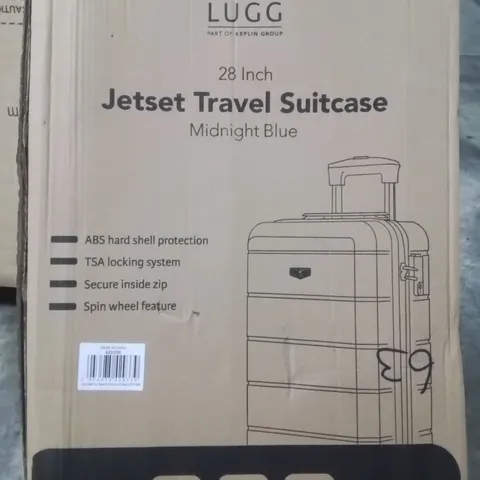 LUGG
PART OF KEPLIN GROUP
28 Inch
Jetset Travel Suitcase
Midnight Blue
ABS hard shell protection
TSA locking system
Secure inside zip
Spin wheel feature